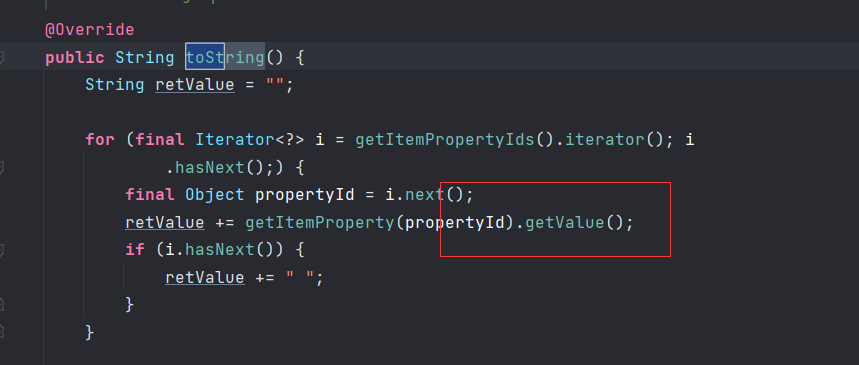 @Override
public String toString() {
String retValue = "";
for (final Iterator<?> i = getItemPropertyIds().iterator(); i
.hasNext();) {
final Object propertyId = i.next();
retValue += getItemProperty(propertyId).getValue();
if (i.hasNext()) {
retValue += " ";
}
}